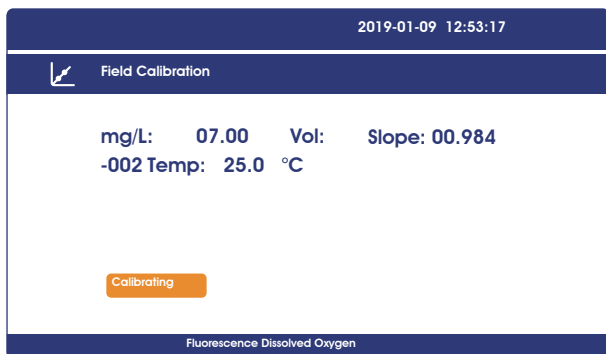 2019-01-09 12:53:17
Field Calibration
mg/L: 07.00 Vol: Slope: 00.984
-002 Temp: 25.0 °C
Calibrating
Fluorescence Dissolved Oxygen